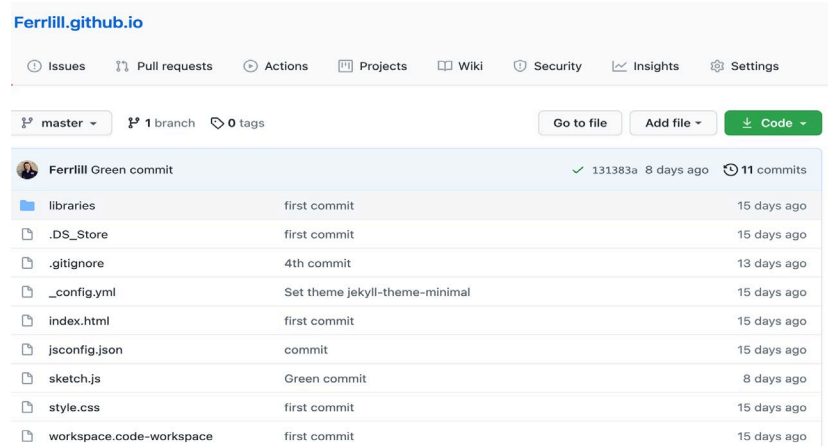 Ferrlill.github.io
Issues Pull requests Actions Projects Wiki Security Insights Settings
master 1 branch 0 tags Go to file Add file Code
Ferrlill Green commit 131383a 8 days ago 11 commits
libraries first commit 15 days ago
.DS_Store first commit 15 days ago
.gitignore 4th commit 13 days ago
_config.yml Set theme jekyll-theme-minimal 15 days ago
index.html first commit 15 days ago
jsconfig.json commit 15 days ago
sketch.js Green commit 8 days ago
style.css first commit 15 days ago
workspace.code-workspace first commit 15 days ago